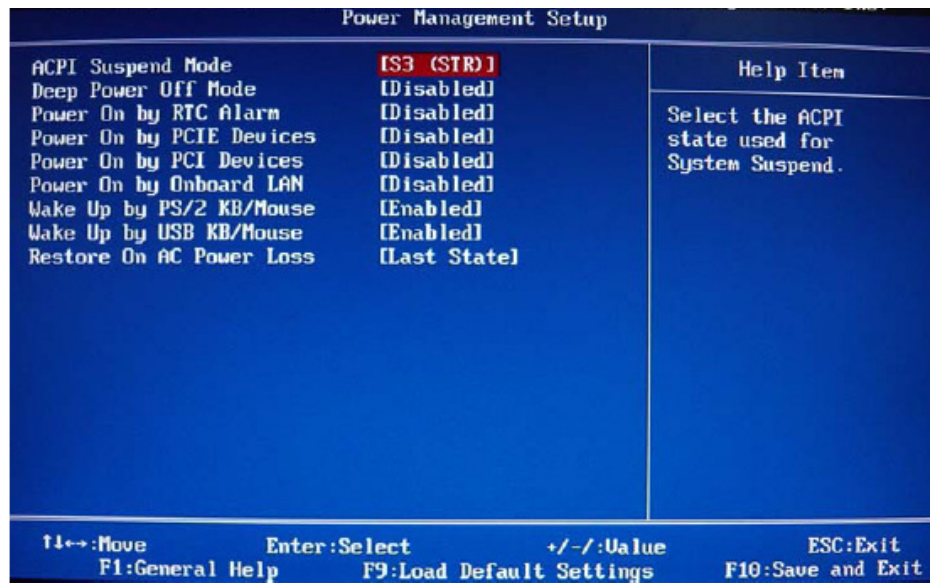 Power Management Setup
ACPI Suspend Mode [S3 (STR)]
Deep Power Off Mode [Disabled]
Power On by RTC Alarm [Disabled]
Power On by PCIE Devices [Disabled]
Power On by PCI Devices [Disabled]
Power On by Onboard LAN [Disabled]
Wake Up by PS/2 KB/Mouse [Enabled]
Wake Up by USB KB/Mouse [Enabled]
Restore On AC Power Loss [Last State]
Help Item
Select the ACPI
state used for
System Suspend.
↑↓←→:Move Enter:Select +/-/:Value ESC:Exit
F1:General Help F9:Load Default Settings F10:Save and Exit